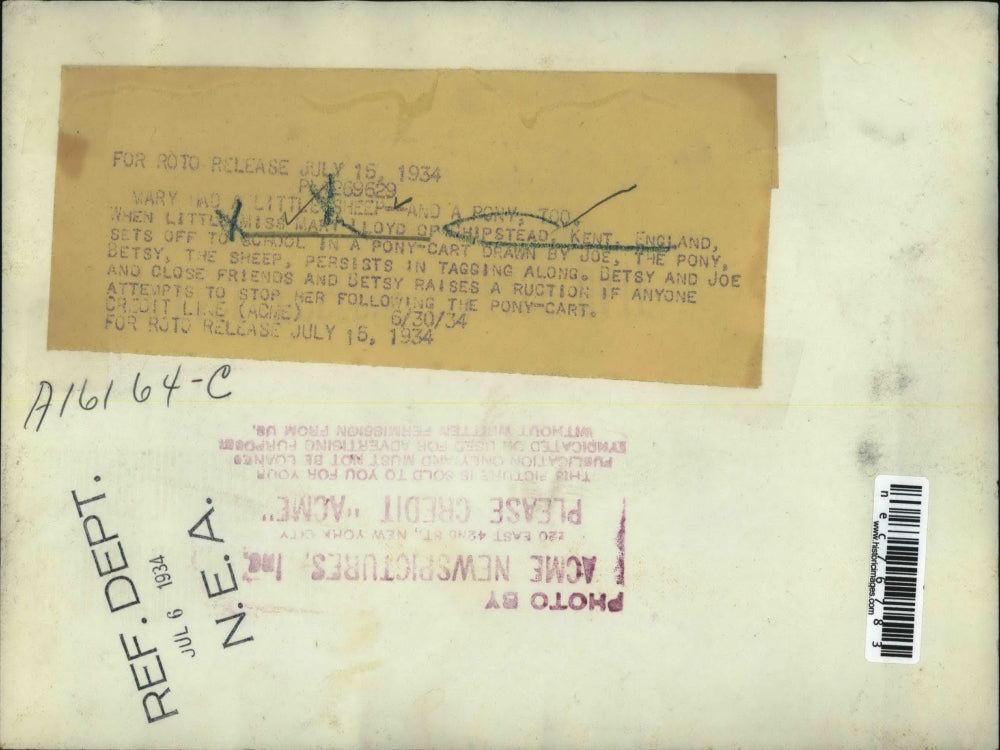 FOR ROTO RELEASE JULY 15, 1934
MARY HAD A LITTLE SHEEP--AND A PONY, TOO.
WHEN LITTLE MISS MARY LLOYD OF CHIPSTEAD, KENT, ENGLAND,
SETS OFF TO SCHOOL IN A PONY-CART DRAWN BY JOE, THE PONY,
BETSY, THE SHEEP, PERSISTS IN TAGGING ALONG. BETSY AND JOE
AND CLOSE FRIENDS AND BETSY RAISES A RUCTION IF ANYONE
ATTEMPTS TO STOP HER FOLLOWING THE PONY-CART.
CREDIT LINE (ACME) 6/30/34
FOR ROTO RELEASE JULY 15, 1934
A16164-C
PHOTO BY
ACME NEWSPICTURES, Inc.
220 EAST 42ND ST., NEW YORK CITY
PLEASE CREDIT "ACME"
THIS PICTURE IS SOLD TO YOU FOR YOUR
PUBLICATION ONLY AND MUST NOT BE LOANED
SYNDICATED OR USED FOR ADVERTISING PURPOSES
WITHOUT WRITTEN PERMISSION FROM US.
REF. DEPT.
JUL 6 1934
N.E.A.
www.historicimages.com
nec76783